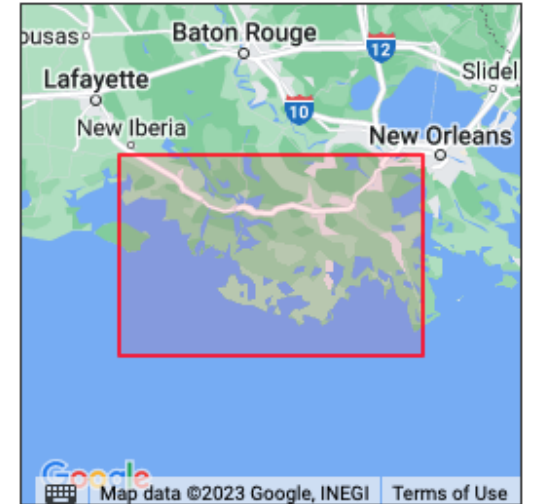 ousas
Baton Rouge
12
Slidel
Lafayette
10
New Iberia
New Orleans
Google
Map data ©2023 Google, INEGI
Terms of Use